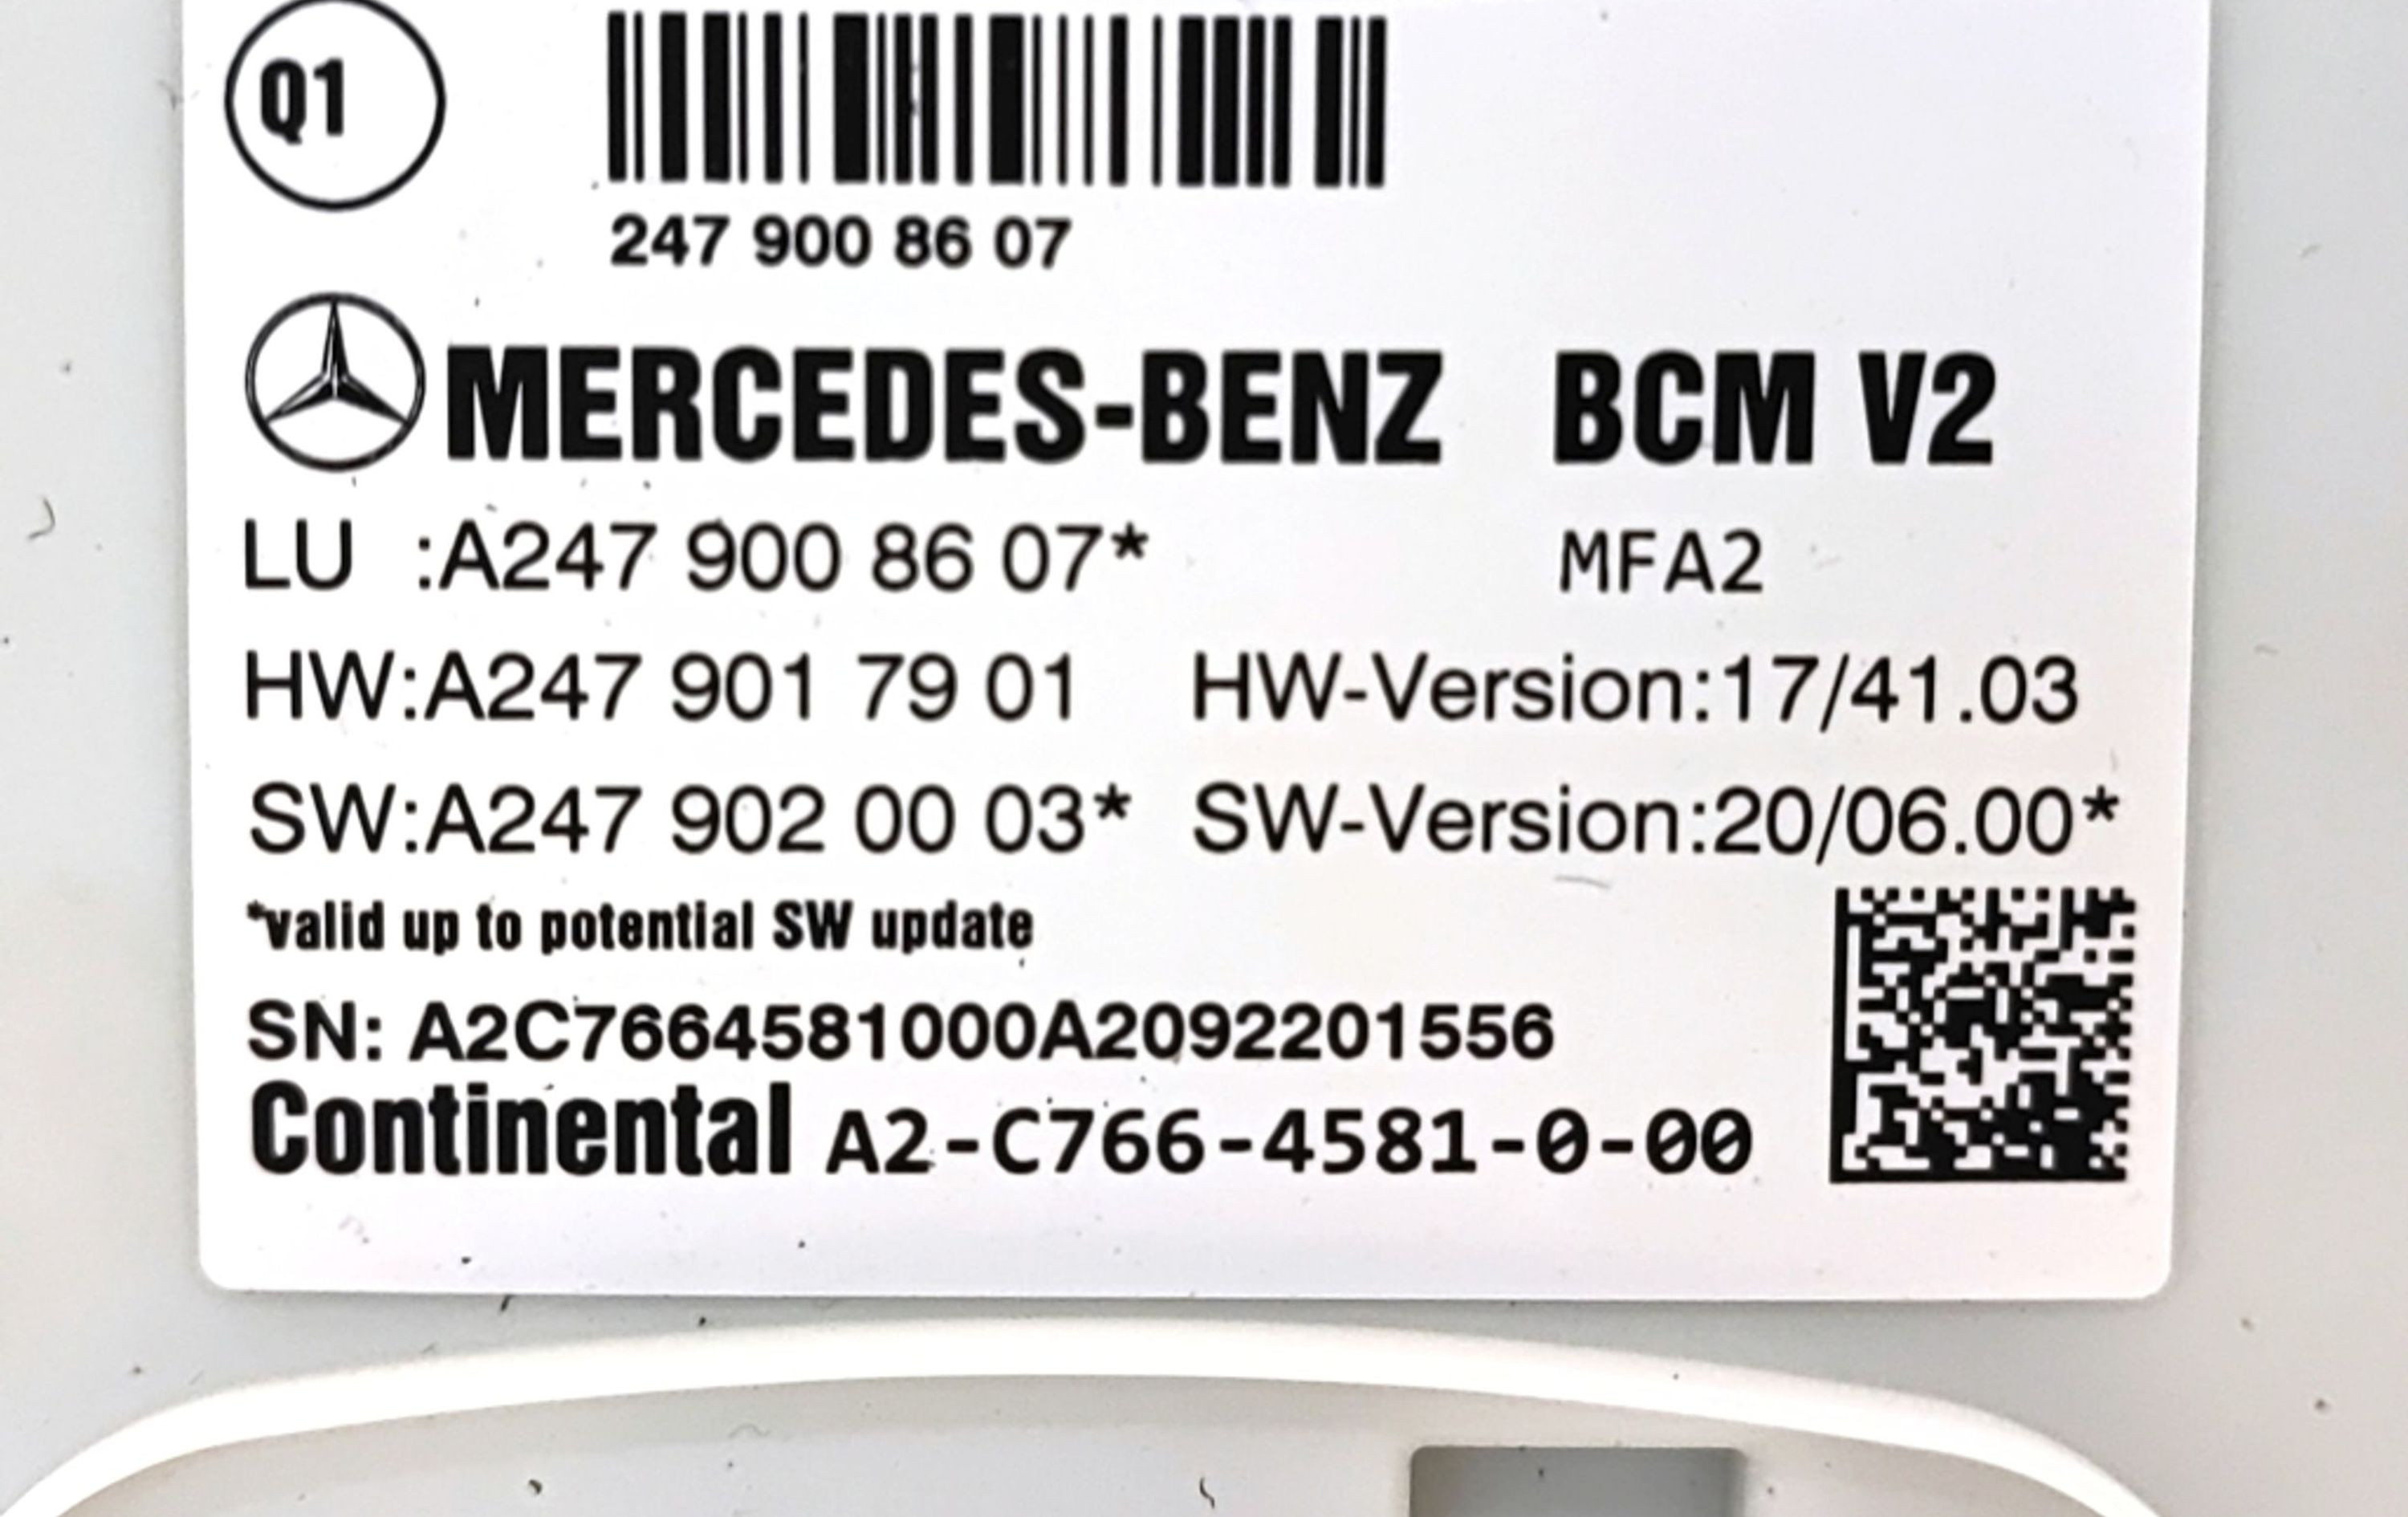 Q1
247 900 86 07
MERCEDES-BENZ BCM V2
LU :A247 900 86 07* MFA2
HW:A247 901 79 01 HW-Version:17/41.03
SW:A247 902 00 03* SW-Version:20/06.00*
*valid up to potential SW update
SN: A2C7664581000A2092201556
Continental A2-C766-4581-0-00